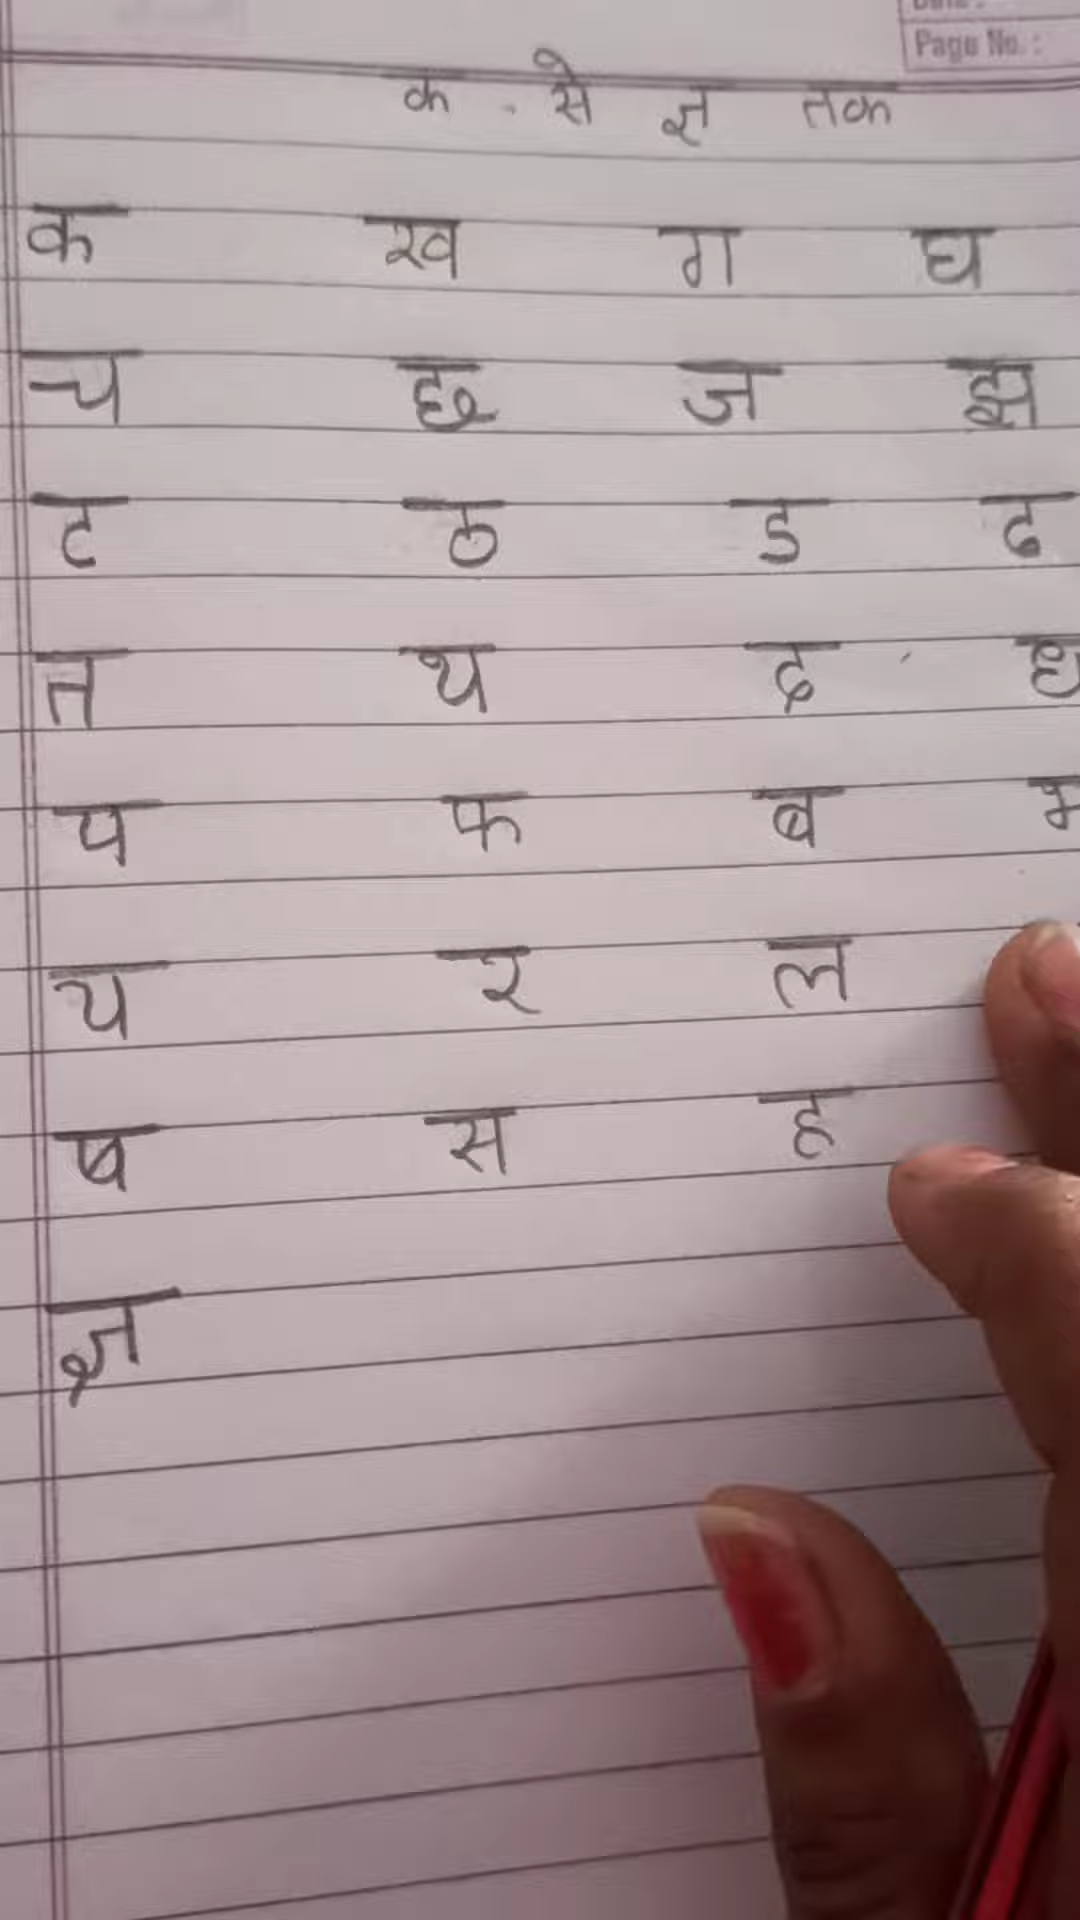 Page No. :
क से ज्ञ तक
क ख ग घ
च छ ज झ
ट ठ ड ढ
त थ द ध
प फ ब
य र ल
ष स ह
ज्ञ